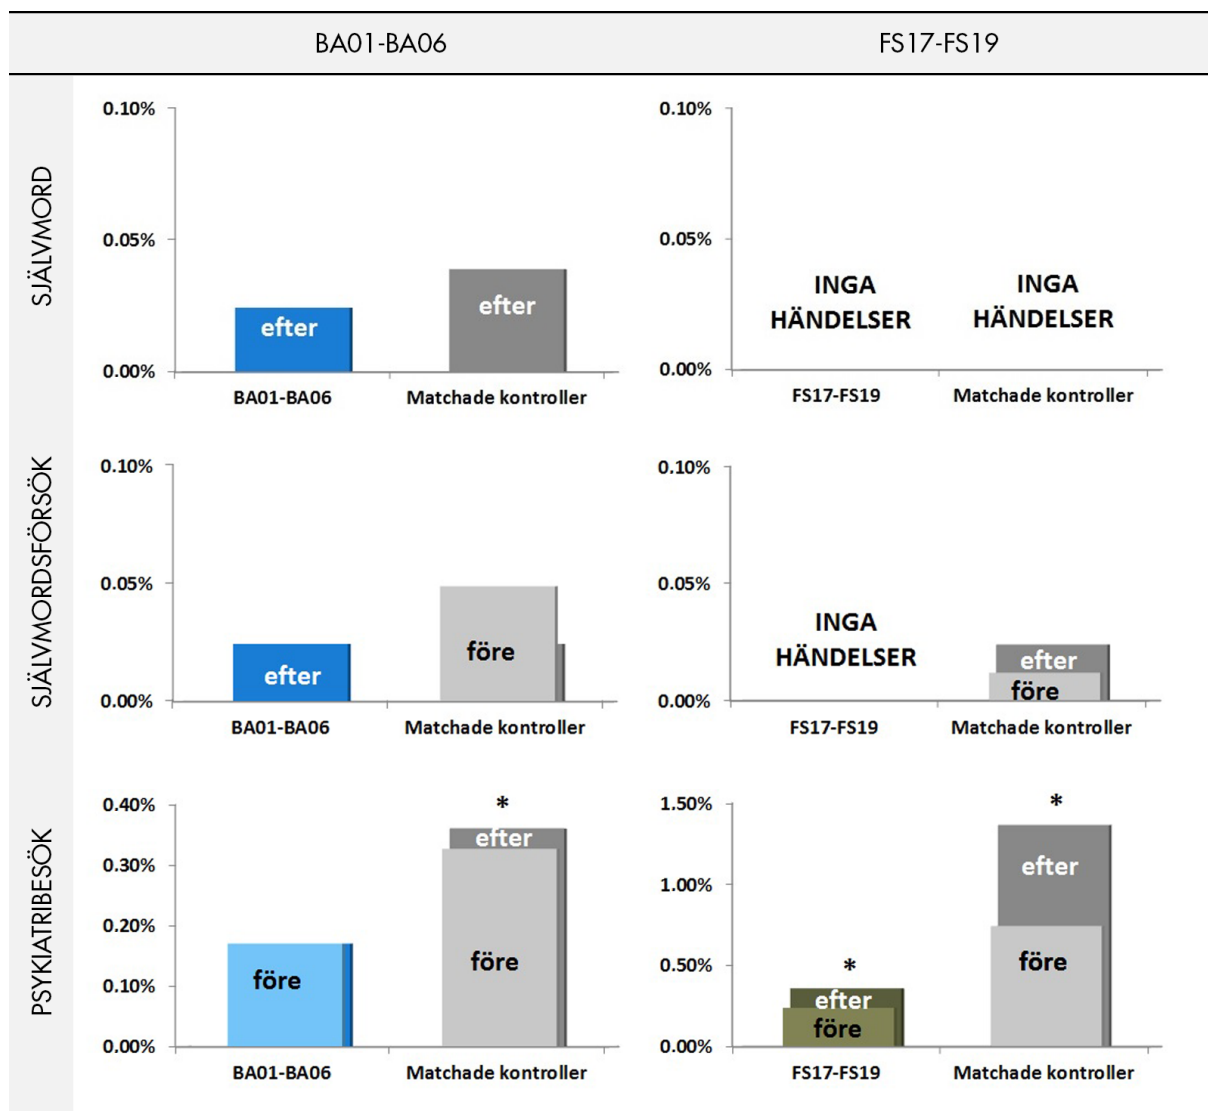 BA01-BA06
FS17-FS19
SJÄLVMORD
0.10%
0.05%
0.00%
efter
efter
BA01-BA06
Matchade kontroller
0.10%
0.05%
0.00%
INGA
HÄNDELSER
INGA
HÄNDELSER
FS17-FS19
Matchade kontroller
SJÄLVMORDSFÖRSÖK
0.10%
0.05%
0.00%
efter
före
BA01-BA06
Matchade kontroller
0.10%
0.05%
0.00%
INGA
HÄNDELSER
efter
före
FS17-FS19
Matchade kontroller
PSYKIATRIBESÖK
0.40%
0.30%
0.20%
0.10%
0.00%
före
*
efter
före
BA01-BA06
Matchade kontroller
1.50%
1.00%
0.50%
0.00%
*
efter
före
*
efter
före
FS17-FS19
Matchade kontroller